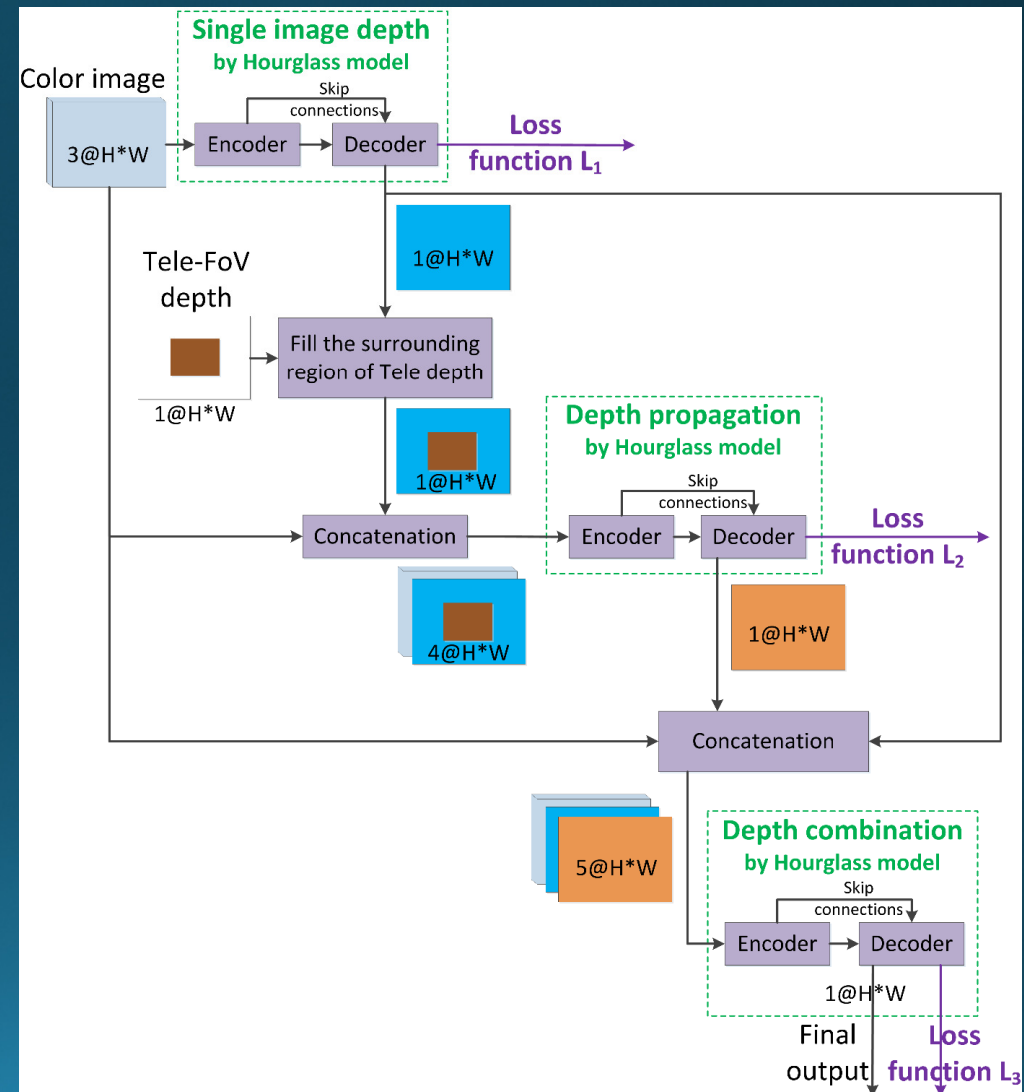 Single image depth
by Hourglass model
Color image
Skip
connections
3@H*W
Encoder
Decoder
Loss
function L₁
1@H*W
Tele-FoV
depth
1@H*W
Fill the surrounding
region of Tele depth
1@H*W
Depth propagation
by Hourglass model
Skip
connections
Concatenation
Encoder
Decoder
Loss
function L₂
4@H*W
1@H*W
Concatenation
5@H*W
Depth combination
by Hourglass model
Skip
connections
Encoder
Decoder
1@H*W
Final
output
Loss
function L₃